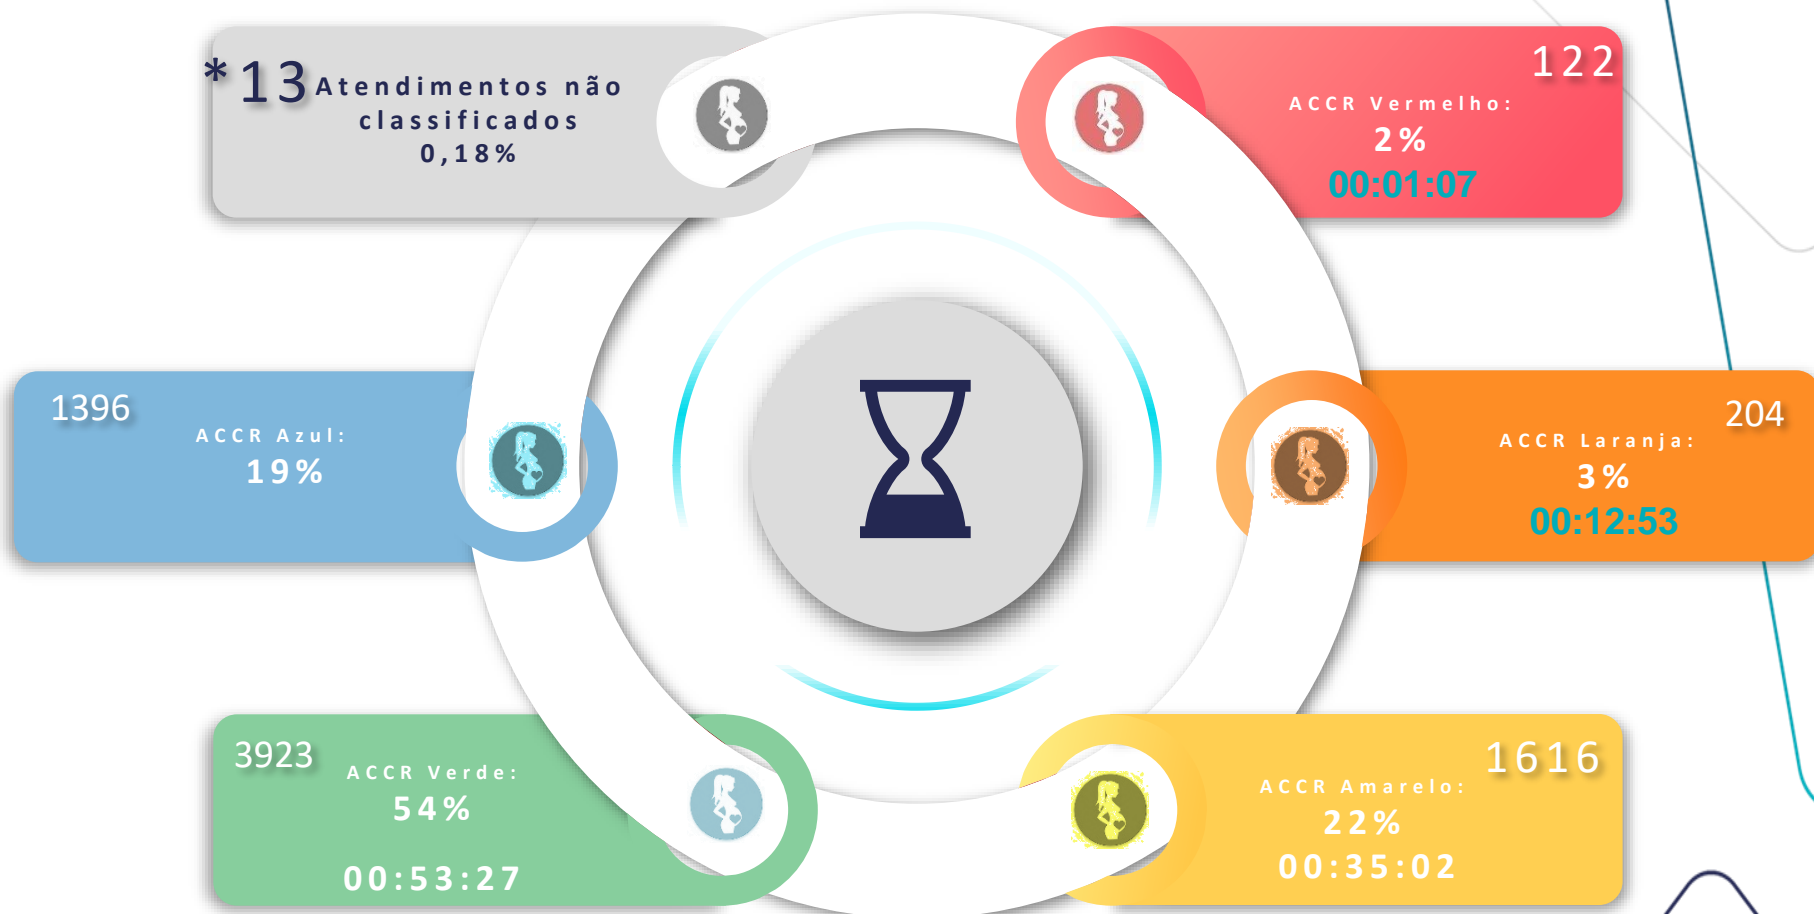 *13 Atendimentos não
classificados
0,18%
122
ACCR Vermelho:
2%
00:01:07
1396
ACCR Azul:
19%
204
ACCR Laranja:
3%
00:12:53
3923
ACCR Verde:
54%
00:53:27
1616
ACCR Amarelo:
22%
00:35:02